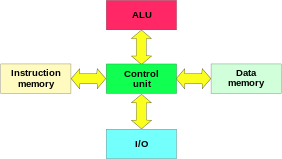 ALU
Instruction
memory
Control
unit
Data
memory
I/O